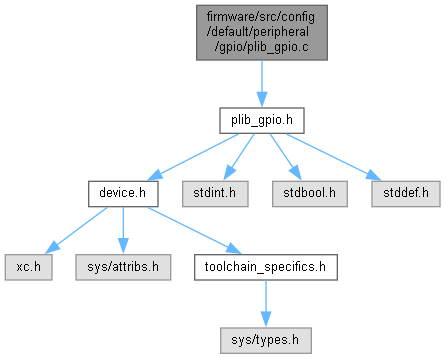 firmware/src/config
/default/peripheral
/gpio/plib_gpio.c
plib_gpio.h
device.h
stdint.h
stdbool.h
stddef.h
xc.h
sys/attribs.h
toolchain_specifics.h
sys/types.h